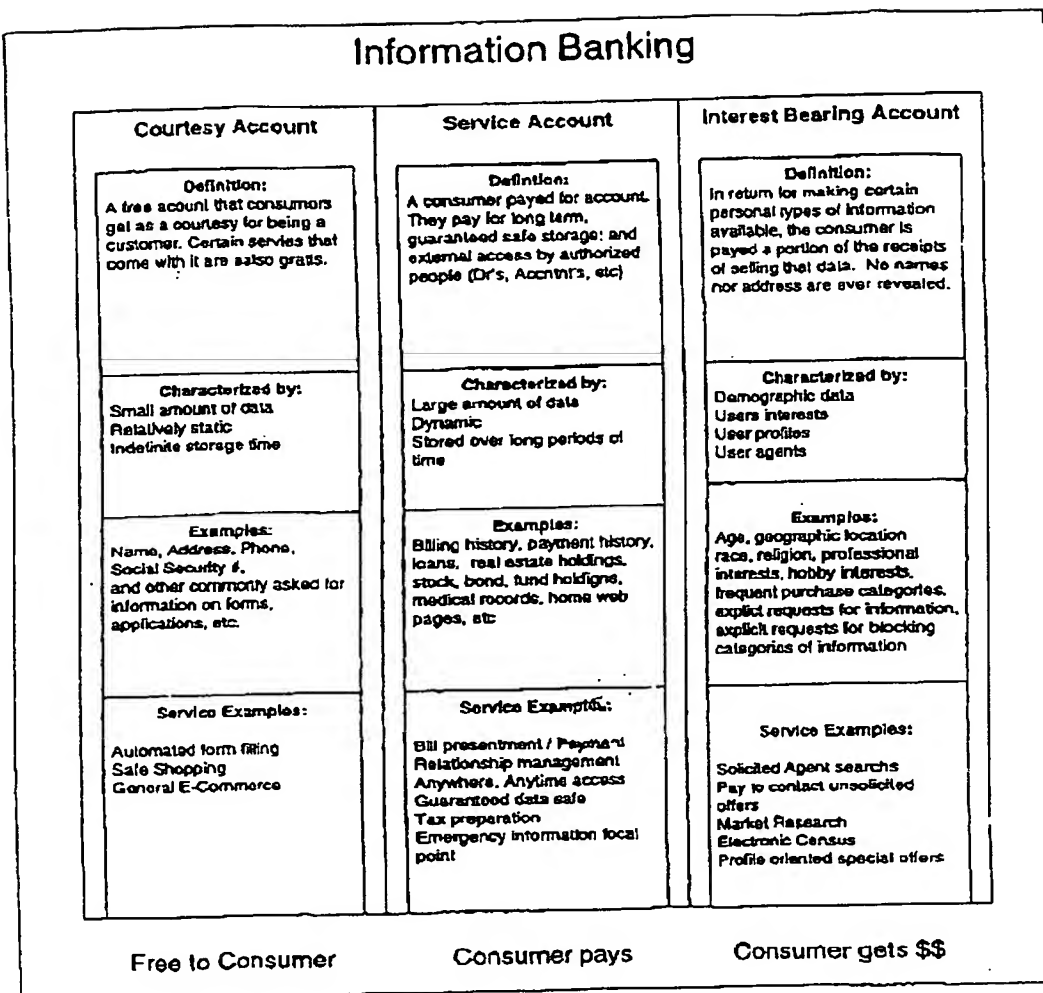 Information Banking
Courtesy Account
Definition:
A free acount that consumers
get as a courtesy for being a
customer. Certain servies that
come with it are salso gratis.
Characterized by:
Small amount of data
Relatively static
Indefinite storage time
Examples:
Name, Address, Phone,
Social Security #,
and other commonly asked for
information on forms,
applications, etc.
Service Examples:
Automated form filling
Safe Shopping
General E-Commerce
Free to Consumer
Service Account
Defintion:
A consumer payed for account.
They pay for long term,
guaranteed safe storage; and
external access by authorized
people (Dr's, Accntnt's, etc)
Characterized by:
Large amount of data
Dynamic
Stored over long periods of
time
Examples:
Billing history, payment history,
loans, real estate holdings,
stock, bond, fund holdigns,
medical records, home web
pages, etc
Service Examples:
Bill presentment / Payment
Relationship management
Anywhere, Anytime access
Guaranteed data safe
Tax preparation
Emergency information focal
point
Consumer pays
Interest Bearing Account
Definition:
In return for making certain
personal types of information
available, the consumer is
payed a portion of the receipts
of selling that data. No names
nor address are ever revealed.
Characterized by:
Demographic data
Users interests
User profiles
User agents
Examples:
Age, geographic location
race, religion, professional
interests, hobby interests,
frequent purchase categories,
explict requests for information,
explicit requests for blocking
categories of information
Service Examples:
Solicited Agent searchs
Pay to contact unsolicited
offers
Market Research
Electronic Census
Profile oriented special offers
Consumer gets $$